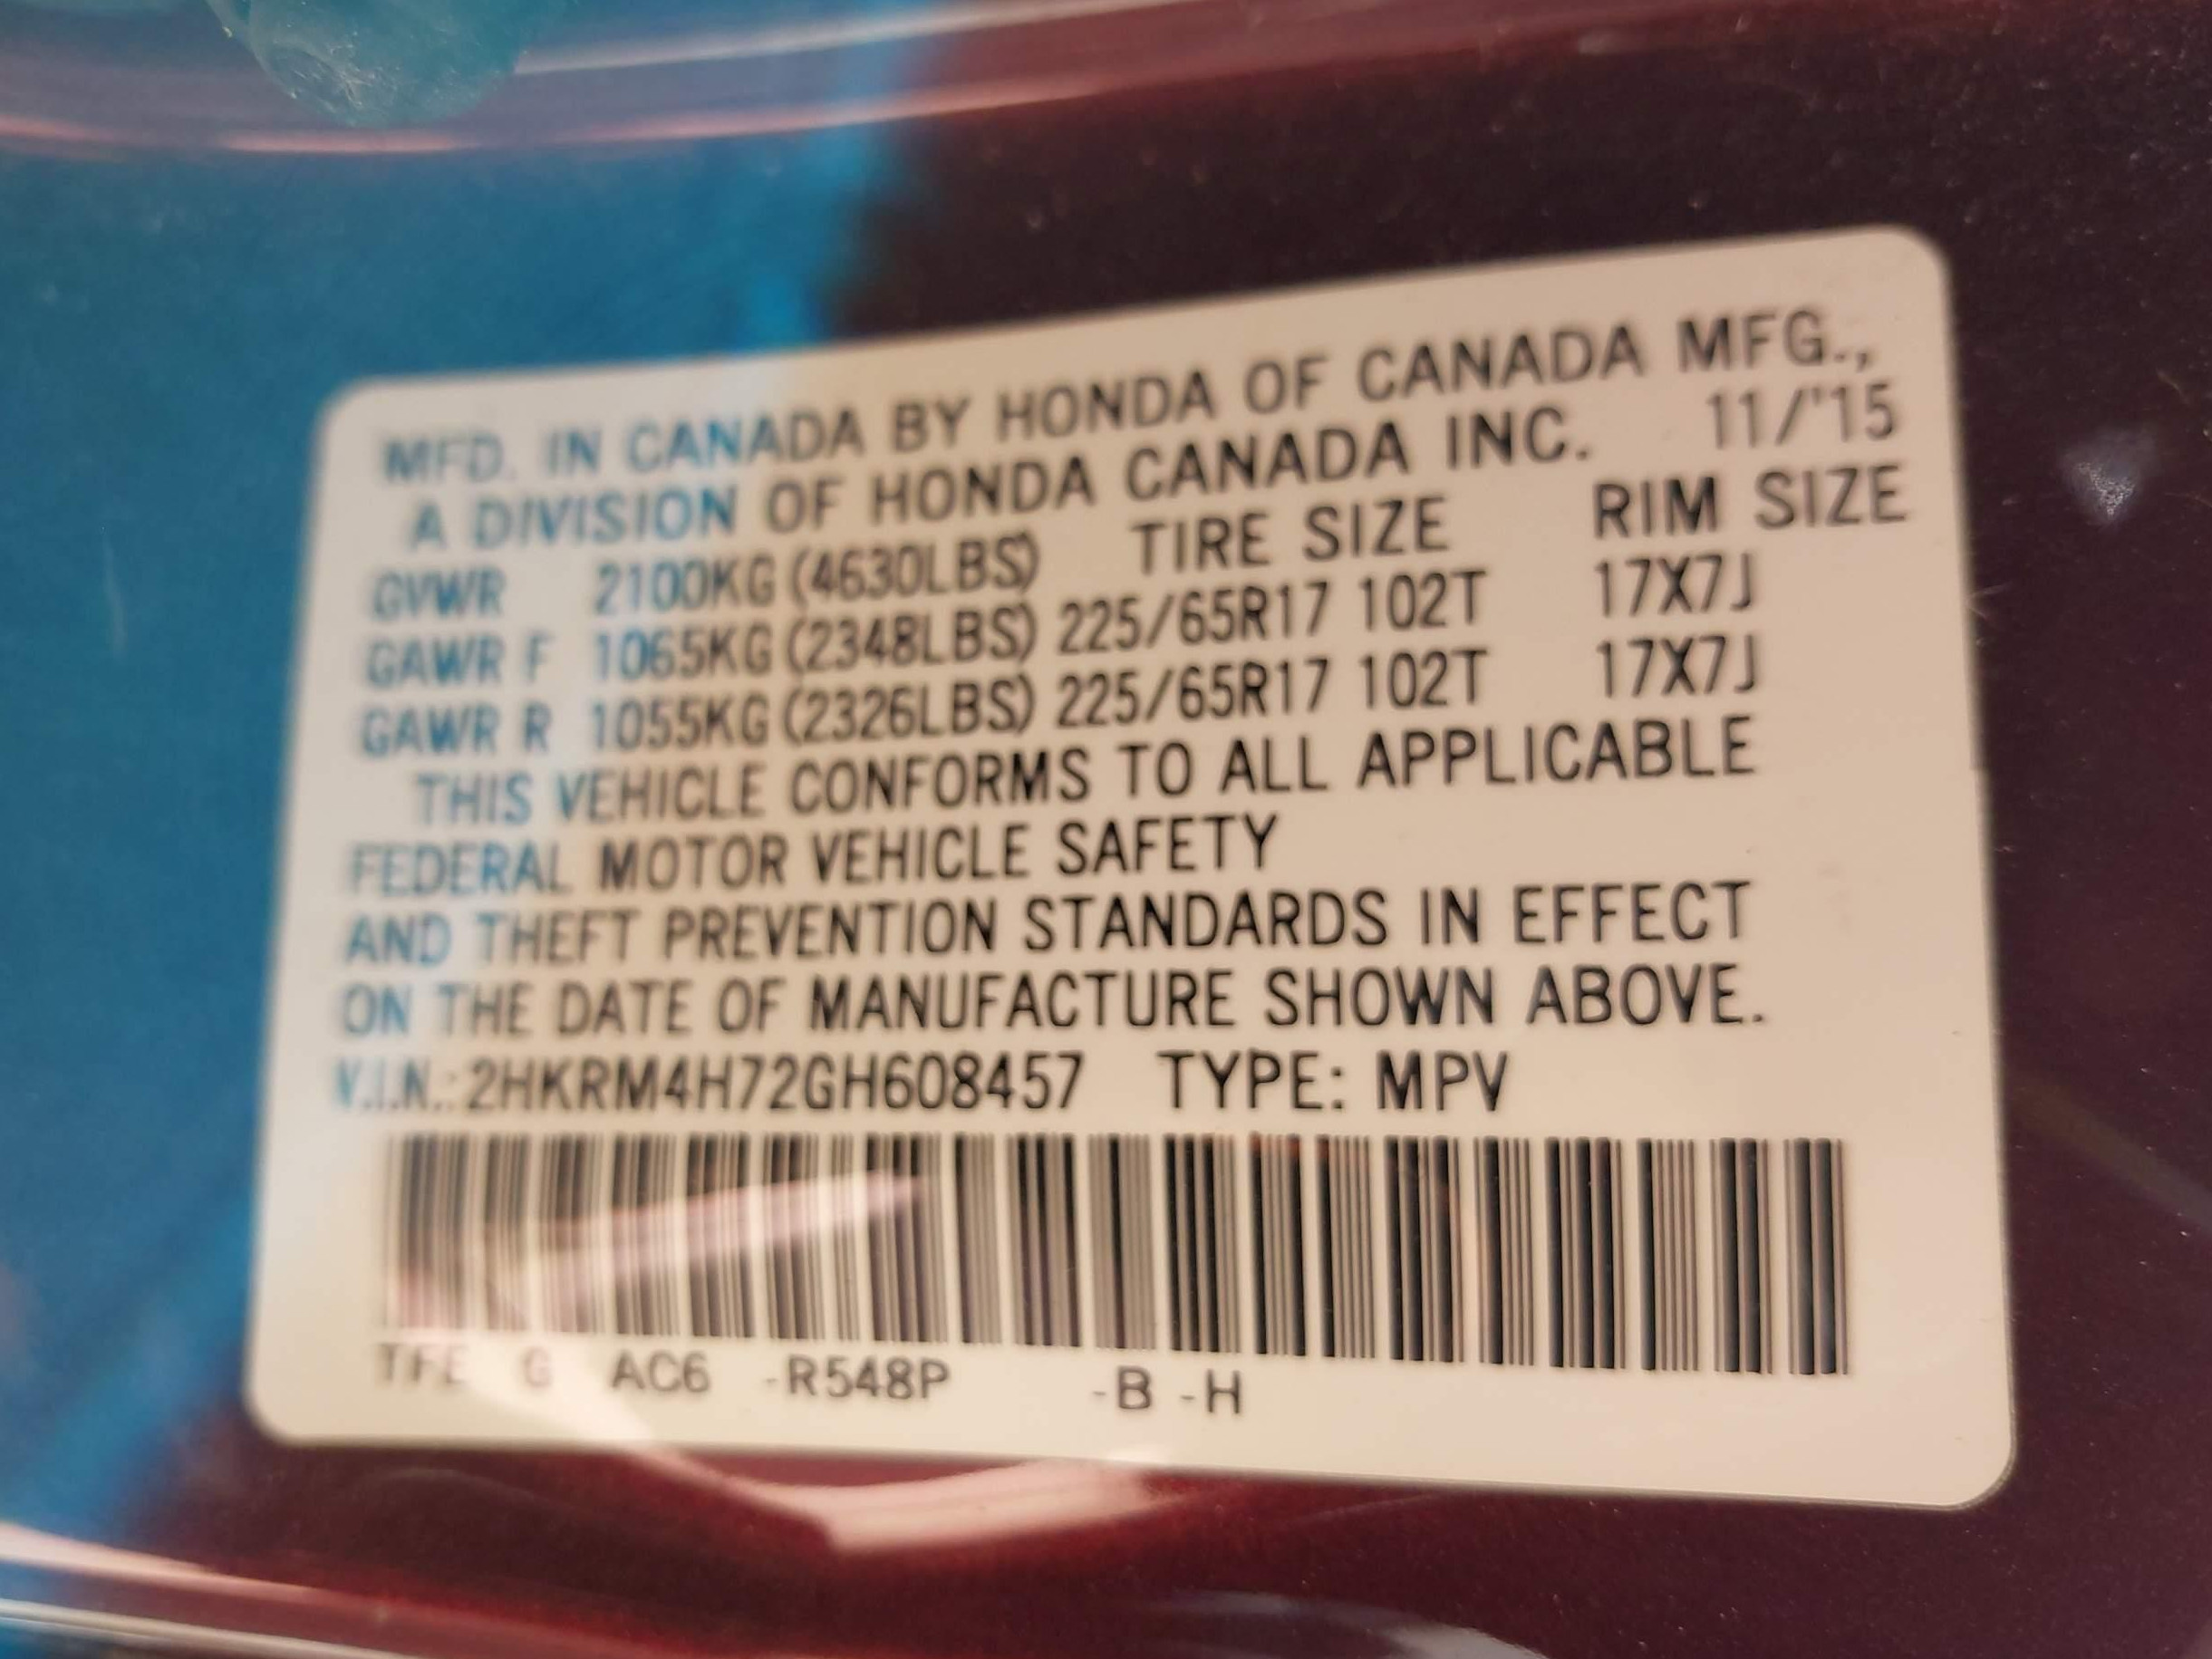 MFD. IN CANADA BY HONDA OF CANADA MFG.,
A DIVISION OF HONDA CANADA INC. 11/'15
GVWR 2100KG (4630LBS) TIRE SIZE RIM SIZE
GAWR F 1065KG (2348LBS) 225/65R17 102T 17X7J
GAWR R 1055KG (2326LBS) 225/65R17 102T 17X7J
THIS VEHICLE CONFORMS TO ALL APPLICABLE
FEDERAL MOTOR VEHICLE SAFETY
AND THEFT PREVENTION STANDARDS IN EFFECT
ON THE DATE OF MANUFACTURE SHOWN ABOVE.
V.I.N.: 2HKRM4H72GH608457 TYPE: MPV
TFE G AC6 -R548P -B -H